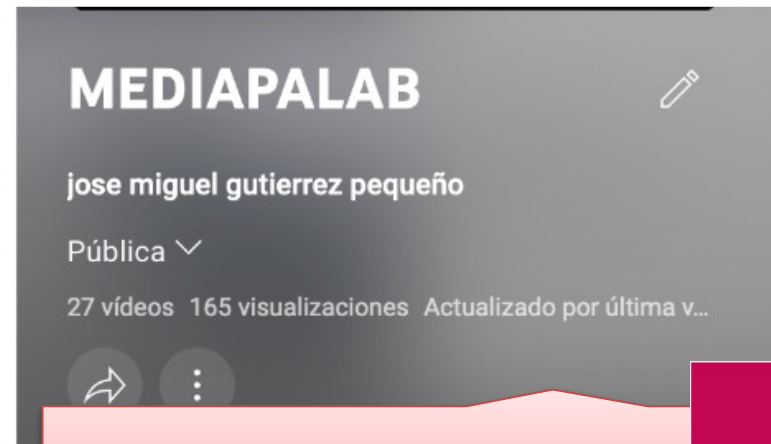 MEDIAPALAB
jose miguel gutierrez pequeño
Pública
27 vídeos 165 visualizaciones Actualizado por última v...